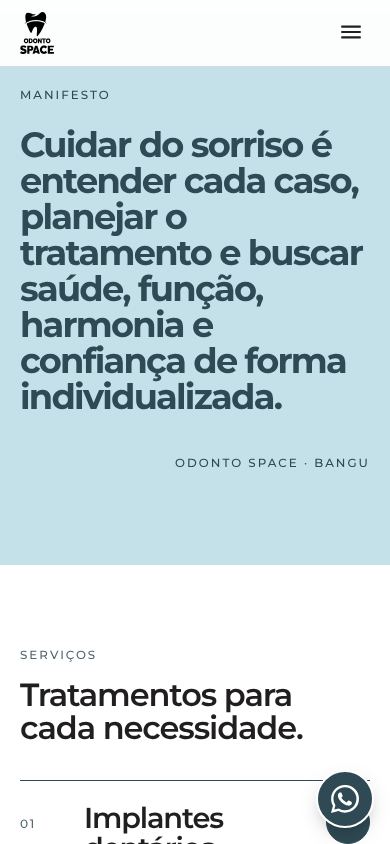 ODONTO
SPACE
MANIFESTO
Cuidar do sorriso é
entender cada caso,
planejar o
tratamento e buscar
saúde, função,
harmonia e
confiança de forma
individualizada.
ODONTO SPACE · BANGU
SERVIÇOS
Tratamentos para
cada necessidade.
01
Implantes
dentários